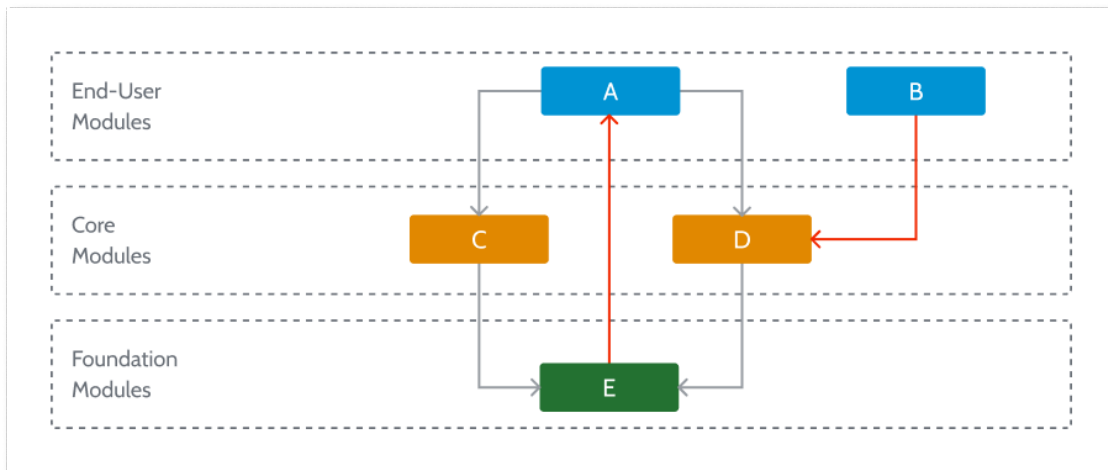 End-User
Modules
A
B
Core
Modules
C
D
Foundation
Modules
E